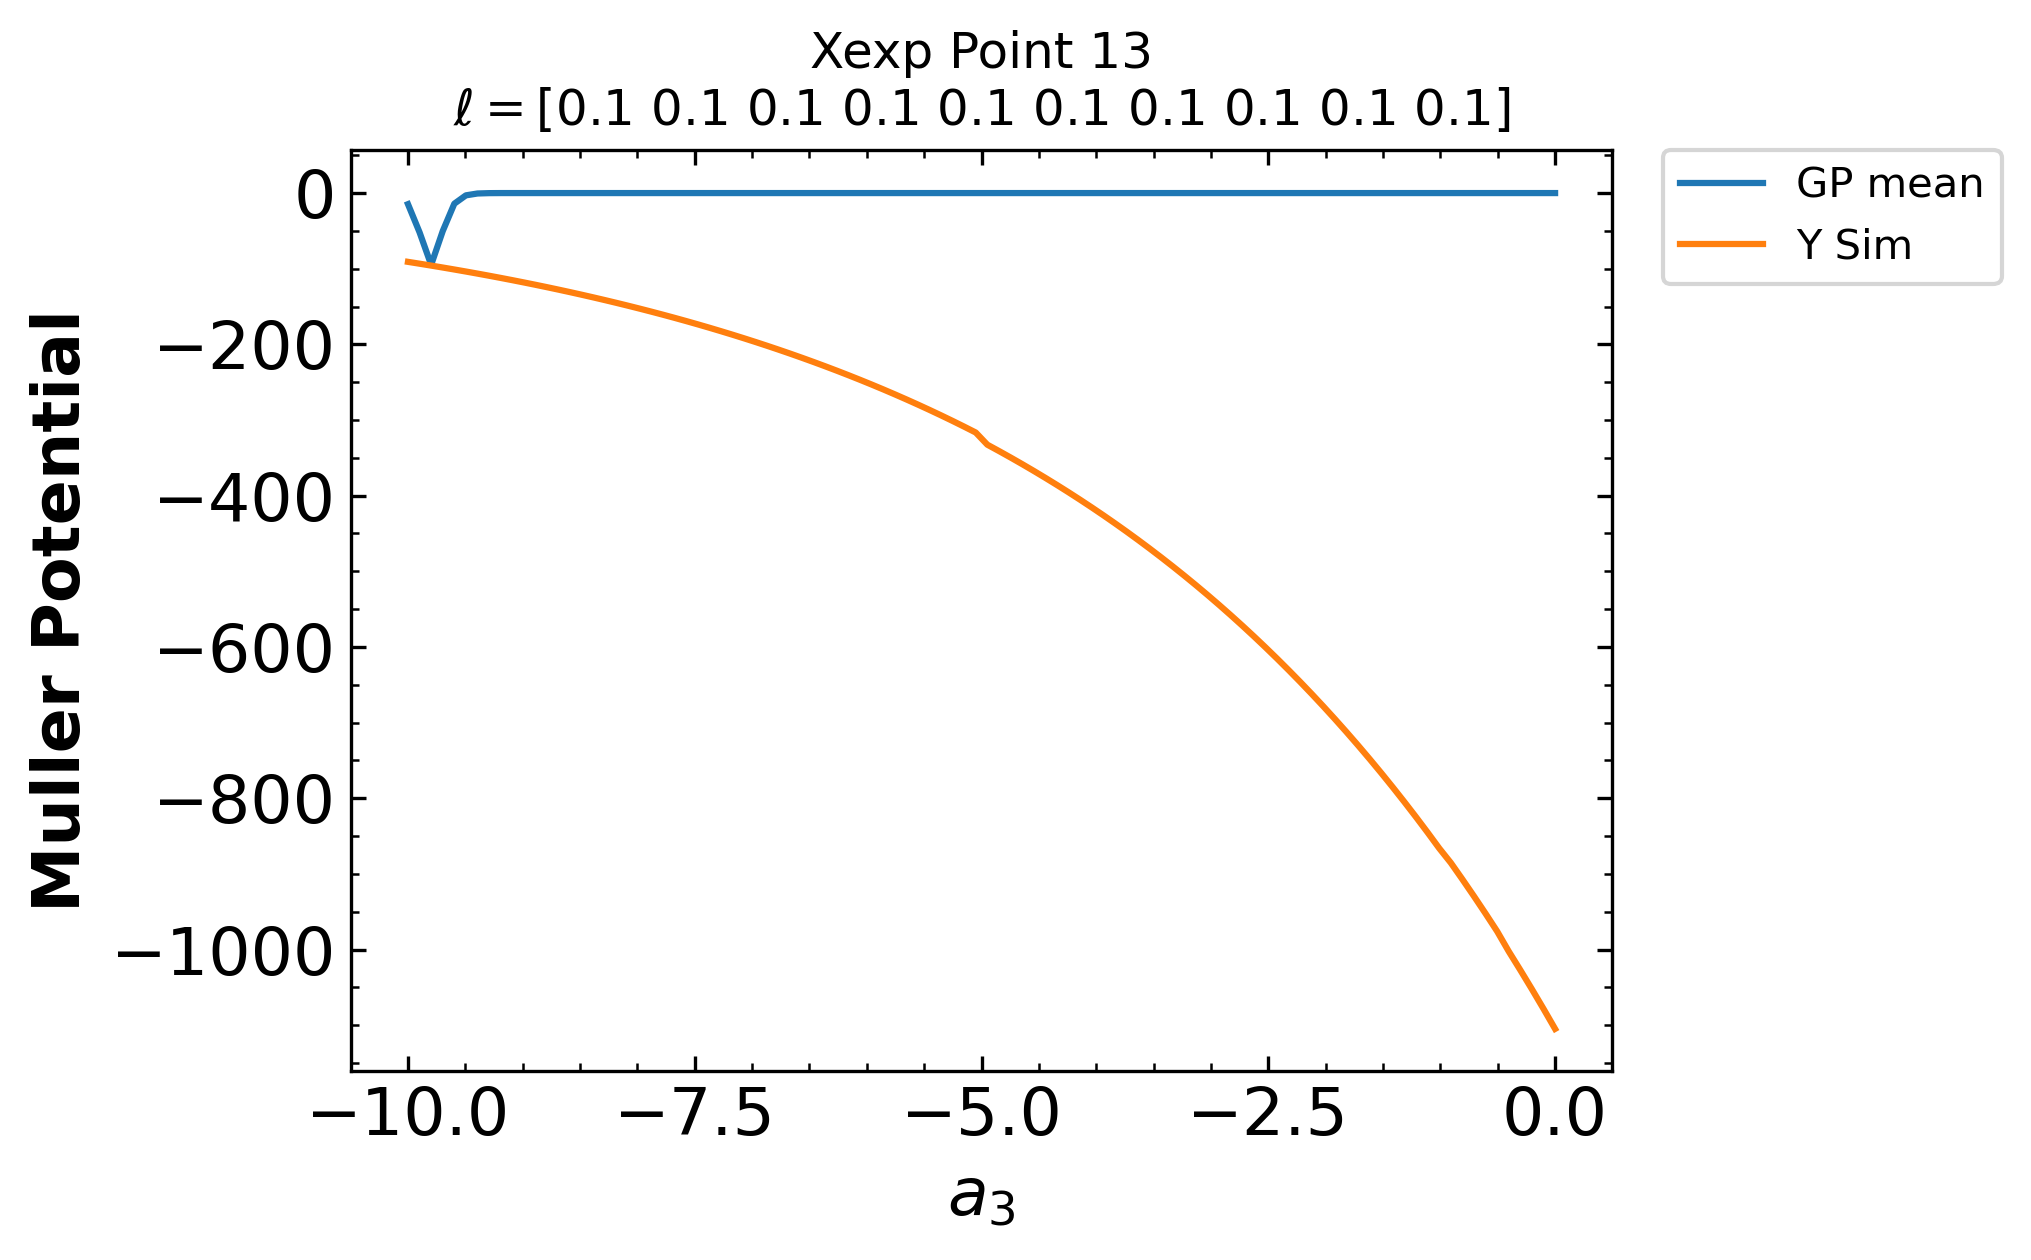 Xexp Point 13
ℓ = [0.1 0.1 0.1 0.1 0.1 0.1 0.1 0.1 0.1 0.1]
GP mean
Y Sim
Muller Potential
0
−200
−400
−600
−800
−1000
−10.0 −7.5 −5.0 −2.5 0.0
a₃